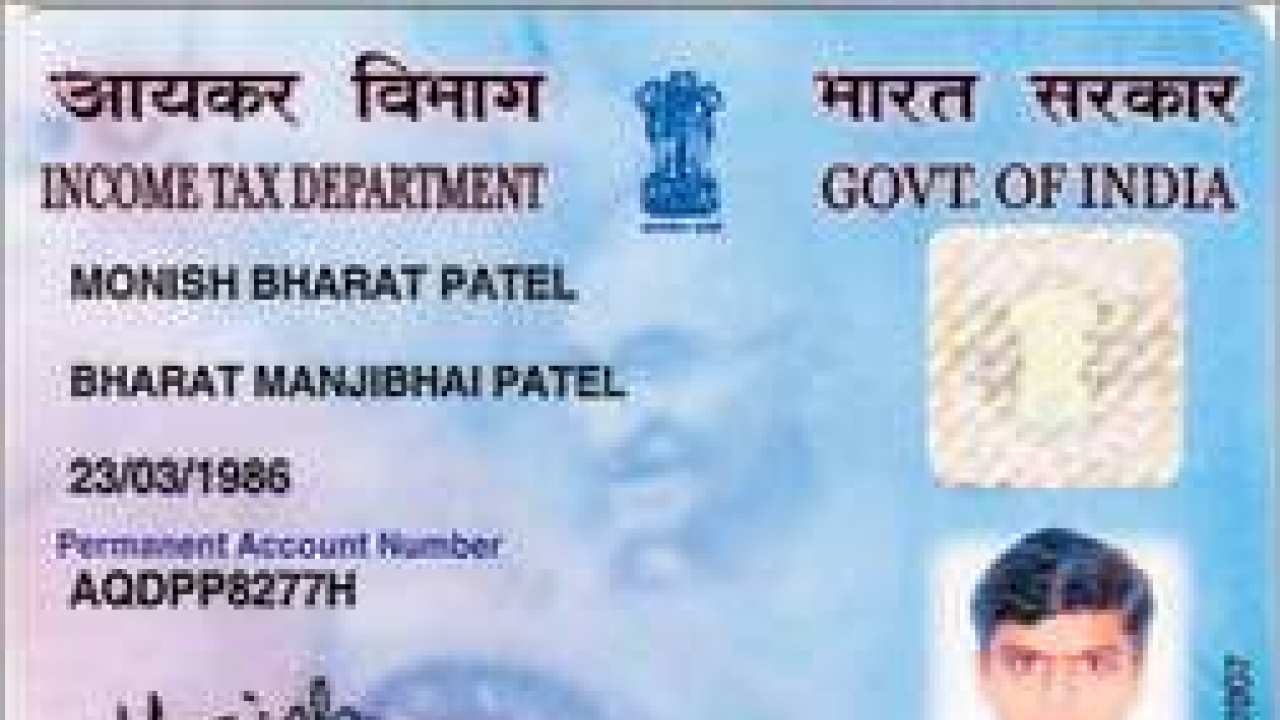 आयकर विभाग भारत सरकार
INCOME TAX DEPARTMENT GOVT. OF INDIA
MONISH BHARAT PATEL
BHARAT MANJIBHAI PATEL
23/03/1986
Permanent Account Number
AQDPP8277H